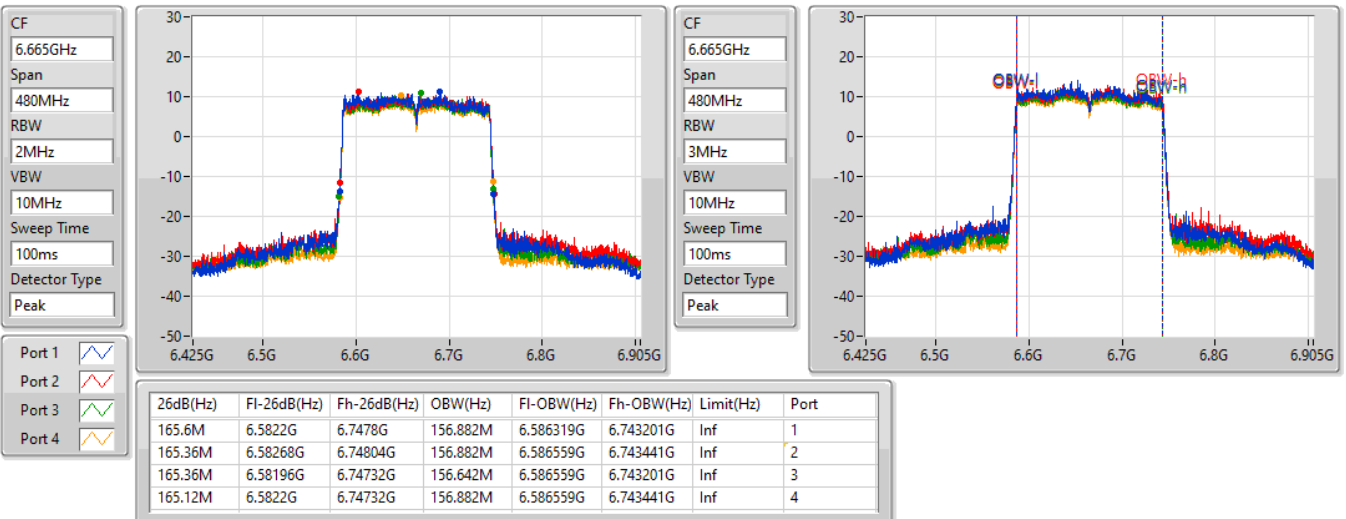 CF
6.665GHz
Span
480MHz
RBW
2MHz
VBW
10MHz
Sweep Time
100ms
Detector Type
Peak
30
20
10
0
-10
-20
-30
-40
-50
6.425G 6.5G 6.6G 6.7G 6.8G 6.905G
CF
6.665GHz
Span
480MHz
RBW
3MHz
VBW
10MHz
Sweep Time
100ms
Detector Type
Peak
30
20
10
0
-10
-20
-30
-40
-50
OBW-l
OBW-h
OBW-h
6.425G 6.5G 6.6G 6.7G 6.8G 6.905G
Port 1
Port 2
Port 3
Port 4
26dB(Hz) Fl-26dB(Hz) Fh-26dB(Hz) OBW(Hz) Fl-OBW(Hz) Fh-OBW(Hz) Limit(Hz) Port
165.6M 6.5822G 6.7478G 156.882M 6.586319G 6.743201G Inf 1
165.36M 6.58268G 6.74804G 156.882M 6.586559G 6.743441G Inf 2
165.36M 6.58196G 6.74732G 156.642M 6.586559G 6.743201G Inf 3
165.12M 6.5822G 6.74732G 156.882M 6.586559G 6.743441G Inf 4